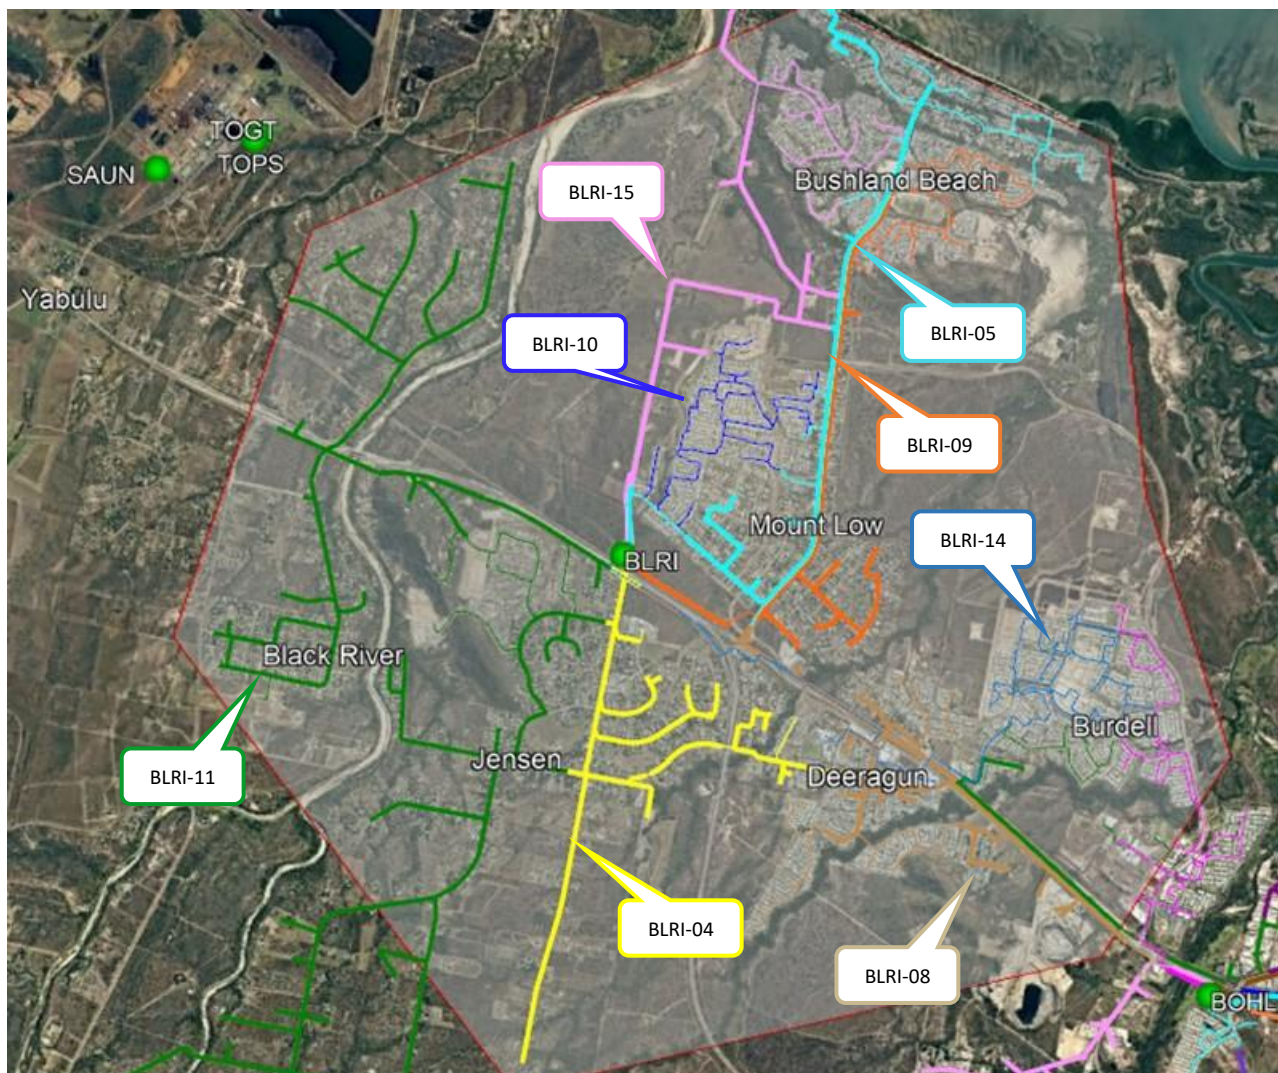 TOGT
TOPS
SAUN
BLRI-15
Bushland Beach
Yabulu
BLRI-10
BLRI-05
BLRI-09
Mount Low
BLRI-14
BLRI
Black River
Burdell
Jensen
BLRI-11
Deeragun
BLRI-04
BLRI-08
BOHL